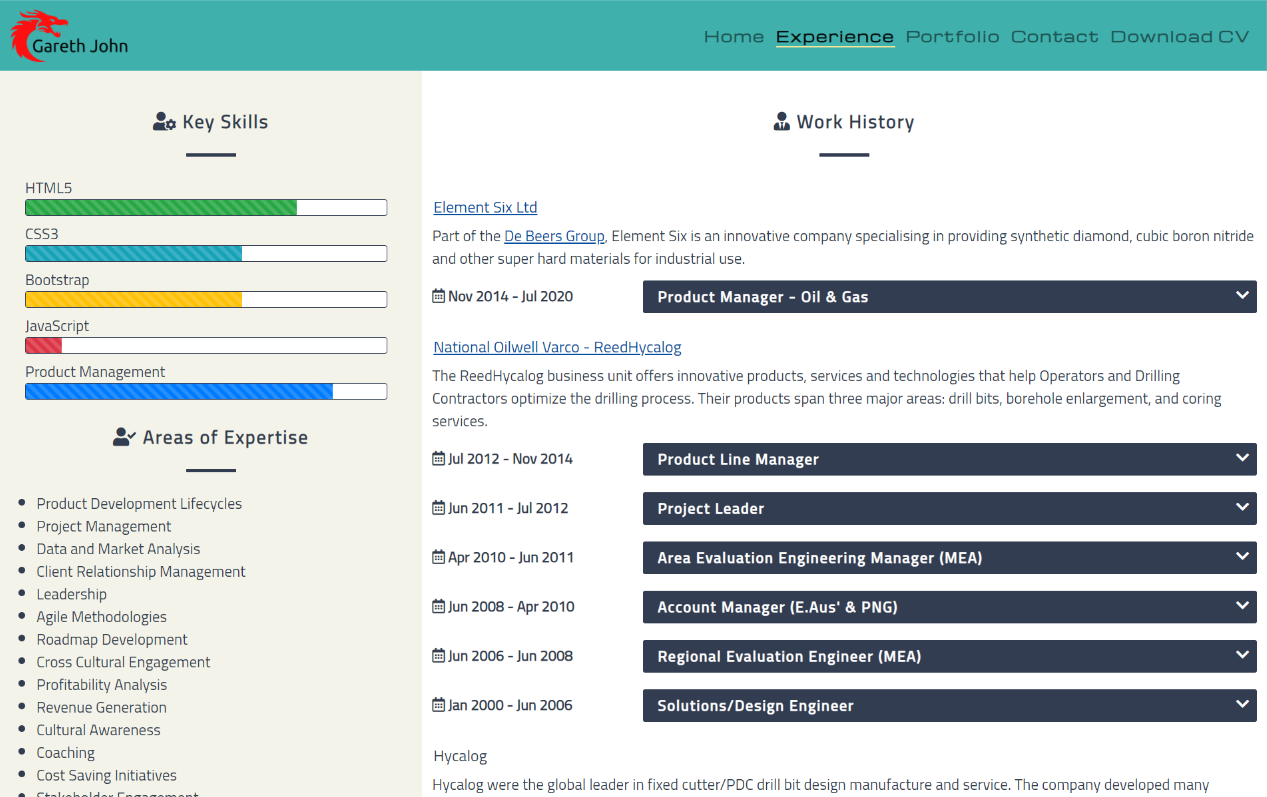 Gareth John
Home Experience Portfolio Contact Download CV
Key Skills
HTML5
CSS3
Bootstrap
JavaScript
Product Management
Areas of Expertise
Product Development Lifecycles
Project Management
Data and Market Analysis
Client Relationship Management
Leadership
Agile Methodologies
Roadmap Development
Cross Cultural Engagement
Profitability Analysis
Revenue Generation
Cultural Awareness
Coaching
Cost Saving Initiatives
Stakeholder Engagement
Work History
Element Six Ltd
Part of the De Beers Group, Element Six is an innovative company specialising in providing synthetic diamond, cubic boron nitride
and other super hard materials for industrial use.
Nov 2014 - Jul 2020 Product Manager - Oil & Gas
National Oilwell Varco - ReedHycalog
The ReedHycalog business unit offers innovative products, services and technologies that help Operators and Drilling
Contractors optimize the drilling process. Their products span three major areas: drill bits, borehole enlargement, and coring
services.
Jul 2012 - Nov 2014 Product Line Manager
Jun 2011 - Jul 2012 Project Leader
Apr 2010 - Jun 2011 Area Evaluation Engineering Manager (MEA)
Jun 2008 - Apr 2010 Account Manager (E.Aus' & PNG)
Jun 2006 - Jun 2008 Regional Evaluation Engineer (MEA)
Jan 2000 - Jun 2006 Solutions/Design Engineer
Hycalog
Hycalog were the global leader in fixed cutter/PDC drill bit design manufacture and service. The company developed many